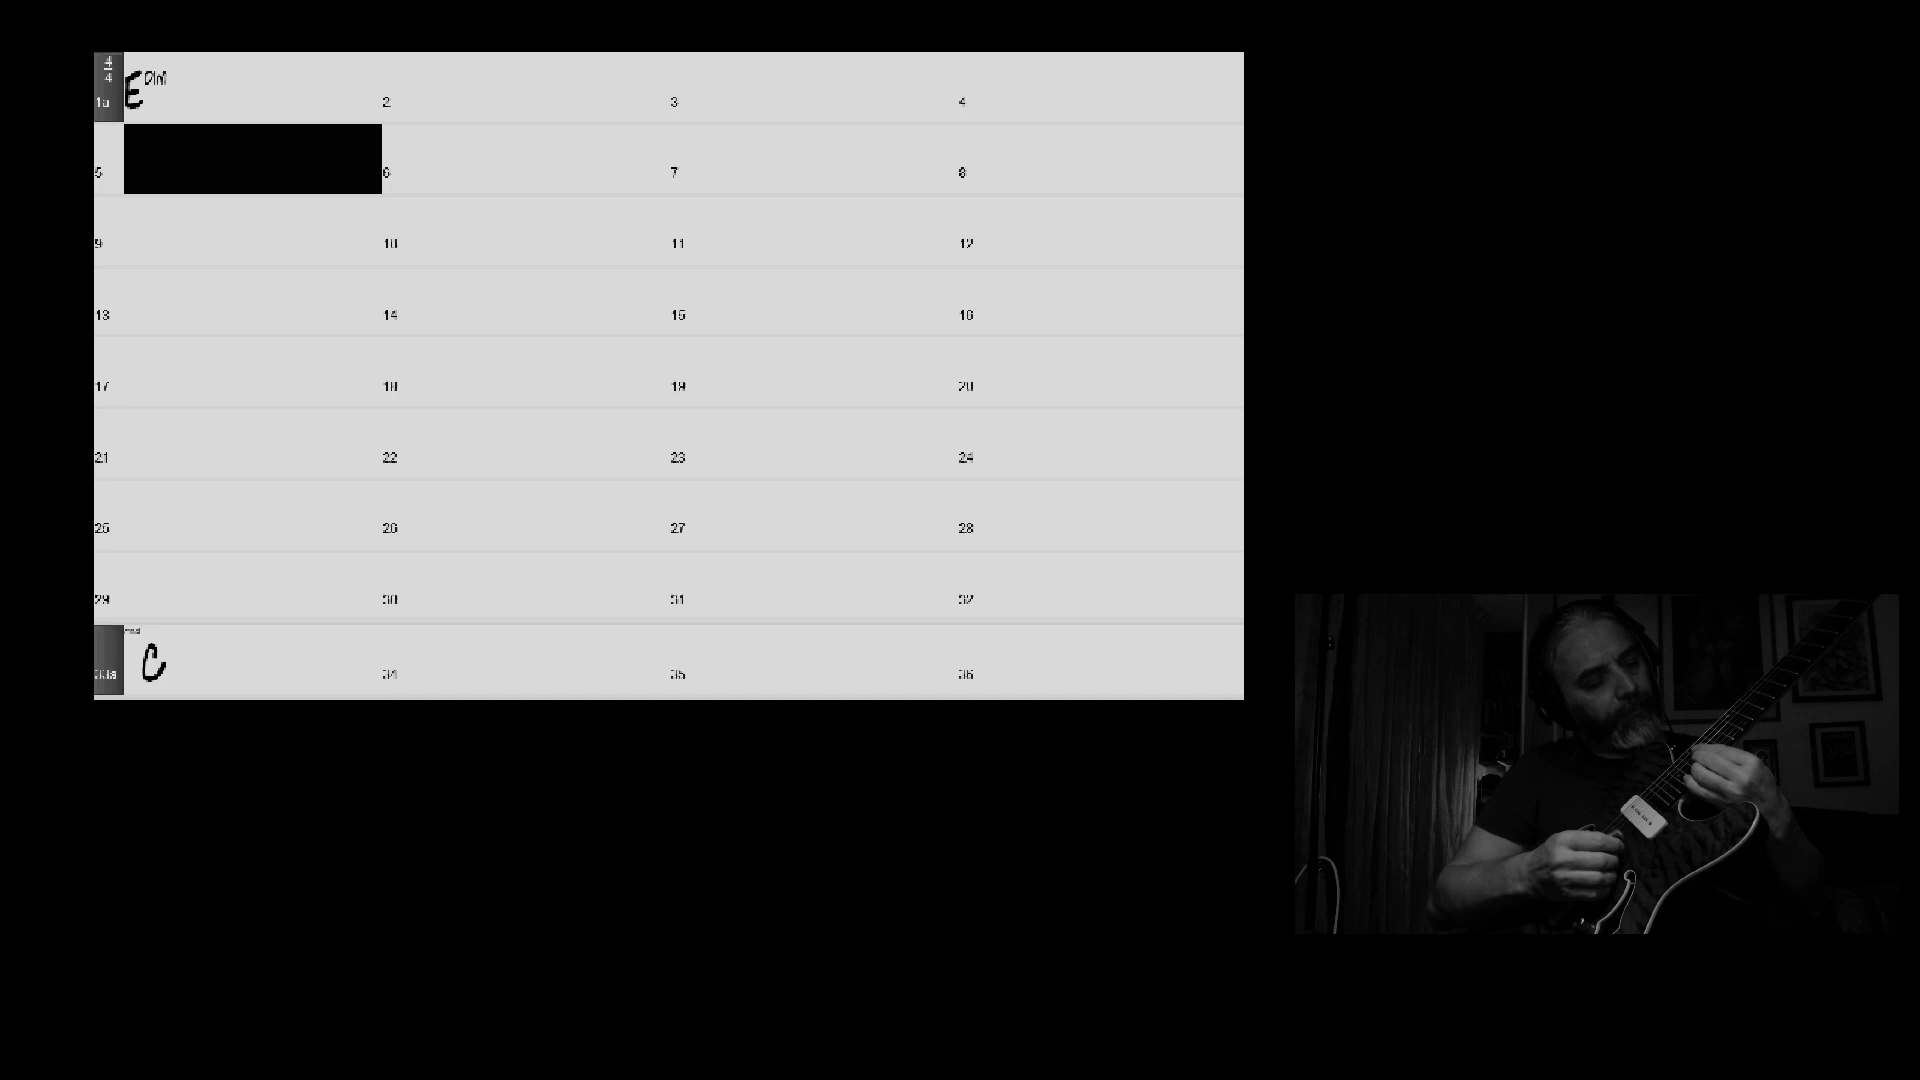 4
4
1a E DIM 2 3 4
5 6 7 8
9 10 11 12
13 14 15 16
17 18 19 20
21 22 23 24
25 26 27 28
29 30 31 32
33a C 34 35 36